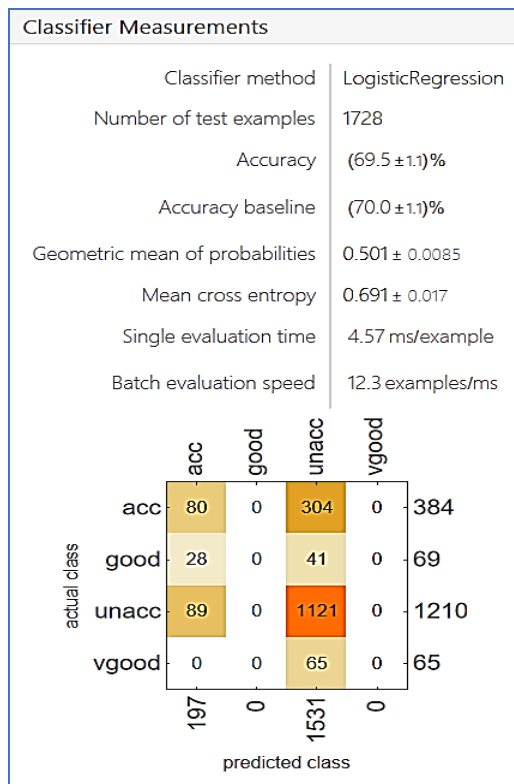 Classifier Measurements
Classifier method LogisticRegression
Number of test examples 1728
Accuracy (69.5 ±1.1)%
Accuracy baseline (70.0±1.1)%
Geometric mean of probabilities 0.501 ± 0.0085
Mean cross entropy 0.691 ± 0.017
Single evaluation time 4.57 ms/example
Batch evaluation speed 12.3 examples/ms
acc good unacc vgood
acc 80 0 304 0 384
good 28 0 41 0 69
unacc 89 0 1121 0 1210
vgood 0 0 65 0 65
actual class
197 0 1531 0
predicted class